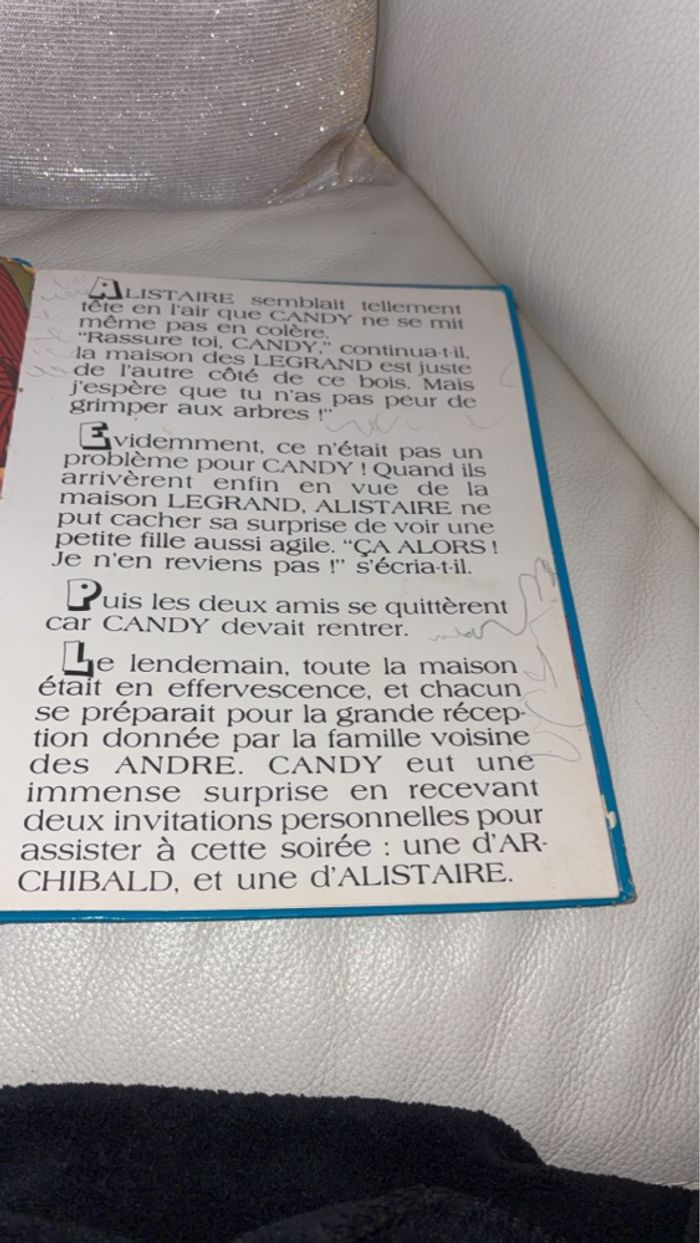 ALISTAIRE semblait tellement
tête en l'air que CANDY ne se mit
même pas en colère.
"Rassure toi, CANDY," continua-t-il,
la maison des LEGRAND est juste
de l'autre côté de ce bois. Mais
j'espère que tu n'as pas peur de
grimper aux arbres !"
Evidemment, ce n'était pas un
problème pour CANDY ! Quand ils
arrivèrent enfin en vue de la
maison LEGRAND, ALISTAIRE ne
put cacher sa surprise de voir une
petite fille aussi agile. "ÇA ALORS !
Je n'en reviens pas !" s'écria-t-il.
Puis les deux amis se quittèrent
car CANDY devait rentrer.
Le lendemain, toute la maison
était en effervescence, et chacun
se préparait pour la grande récep-
tion donnée par la famille voisine
des ANDRE. CANDY eut une
immense surprise en recevant
deux invitations personnelles pour
assister à cette soirée : une d'AR-
CHIBALD, et une d'ALISTAIRE.